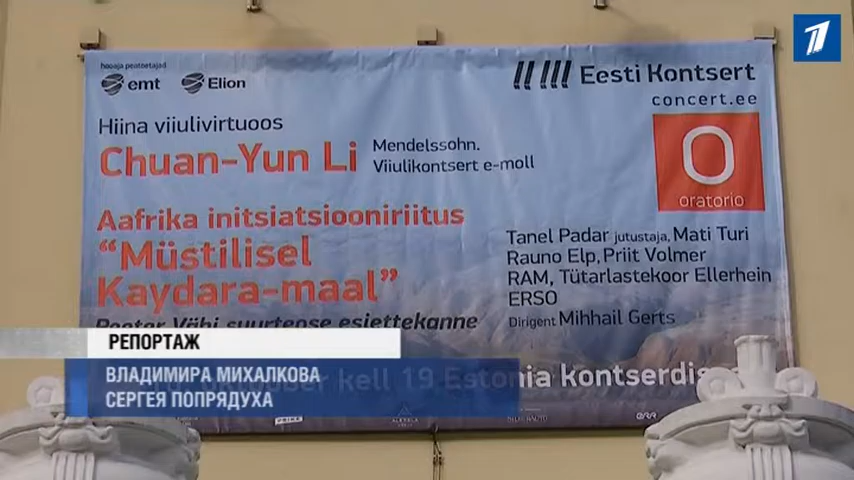 hooaja peatoetajad
emt Elion
Eesti Kontsert
concert.ee
Hiina viiulivirtuoos
Chuan-Yun Li
Mendelssohn.
Viiulikontsert e-moll
O
oratorio
Aafrika initsiatsiooniriitus
“Müstilisel
Kaydara-maal”
Peeter Vähi suurteose esiettekanne
Tanel Padar jutustaja, Mati Turi
Rauno Elp, Priit Volmer
RAM, Tütarlastekoor Ellerhein
ERSO
Dirigent Mihhail Gerts
kell 19 Estonia kontserdis
РЕПОРТАЖ
ВЛАДИМИРА МИХАЛКОВА
СЕРГЕЯ ПОПРЯДУХА
1